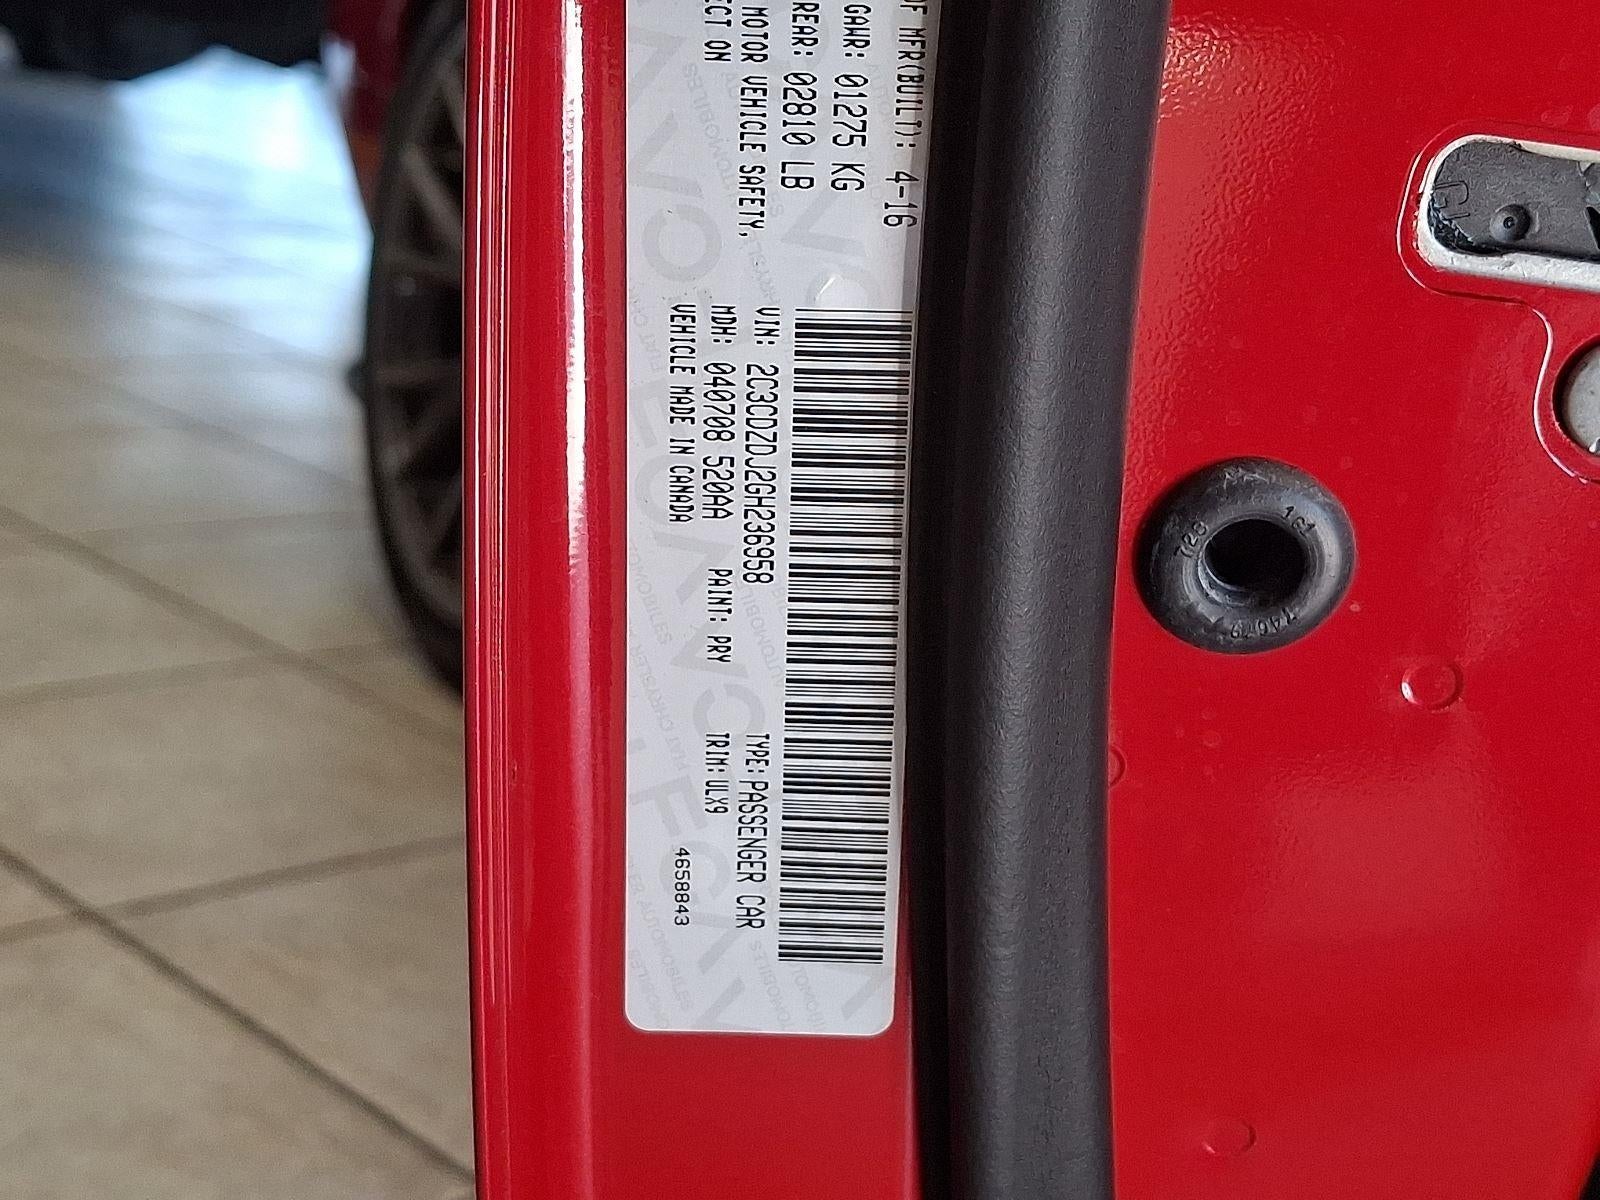 OF MFR(BUILT): 4-16
GAWR: 01275 KG
REAR: 02810 LB
MOTOR VEHICLE SAFETY,
ECT ON
VIN: 2C3CDZDJ2GH236958 TYPE: PASSENGER CAR
MDH: 040708 520AA PAINT: PRY TRIM: ULX9
VEHICLE MADE IN CANADA
4658843